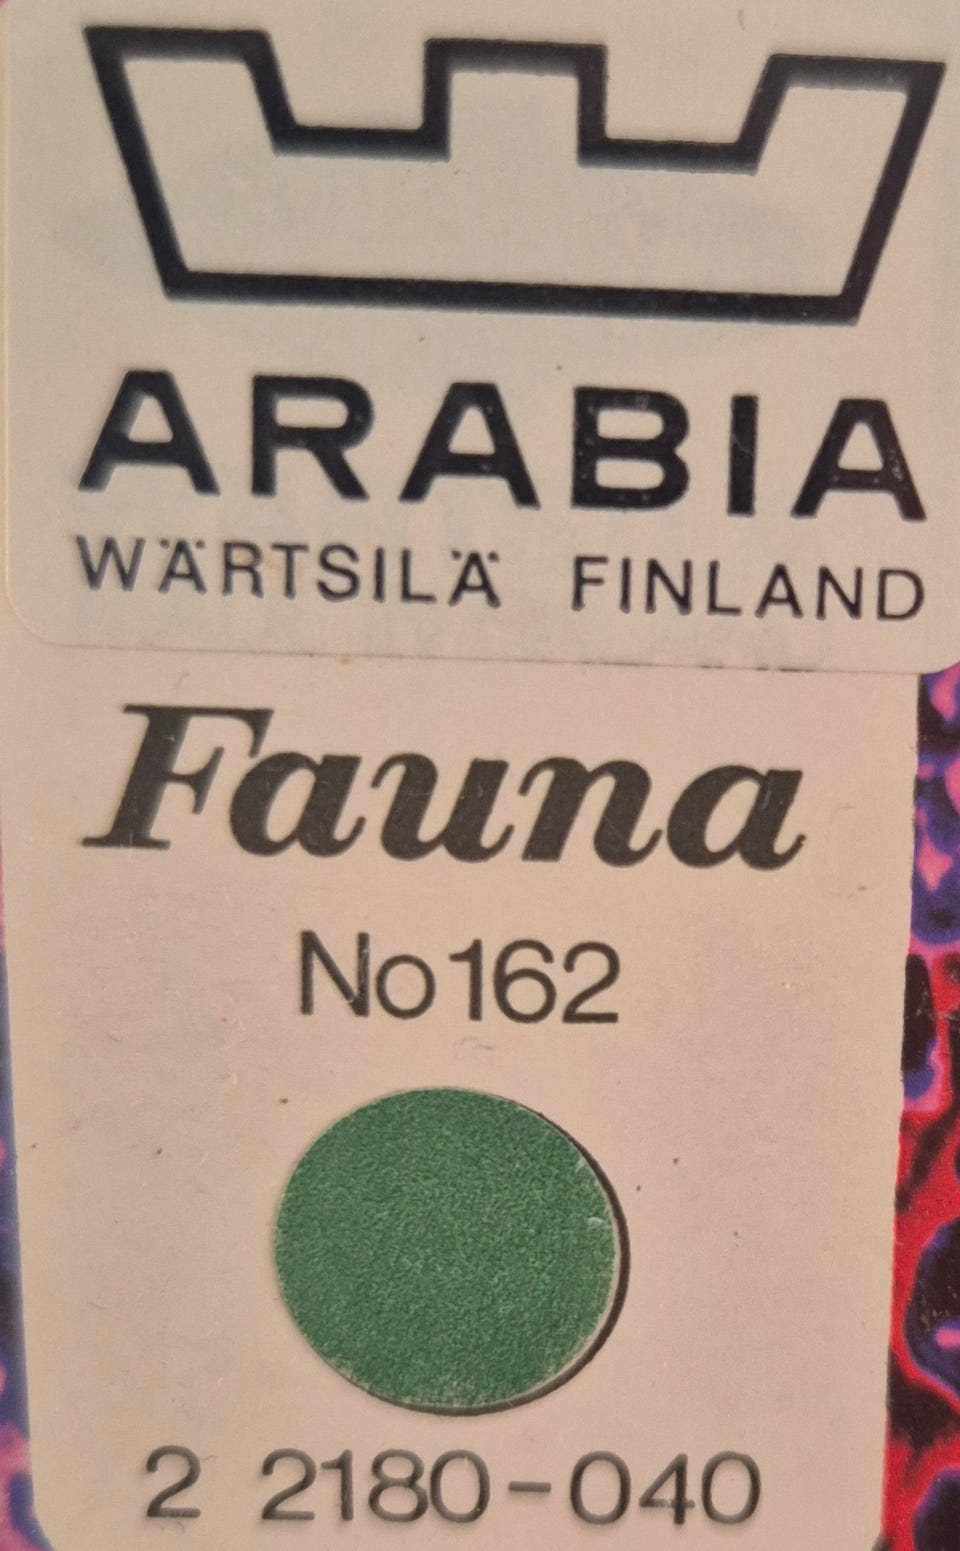 ARABIA
WÄRTSILÄ FINLAND
Fauna
No 162
2 2180-040